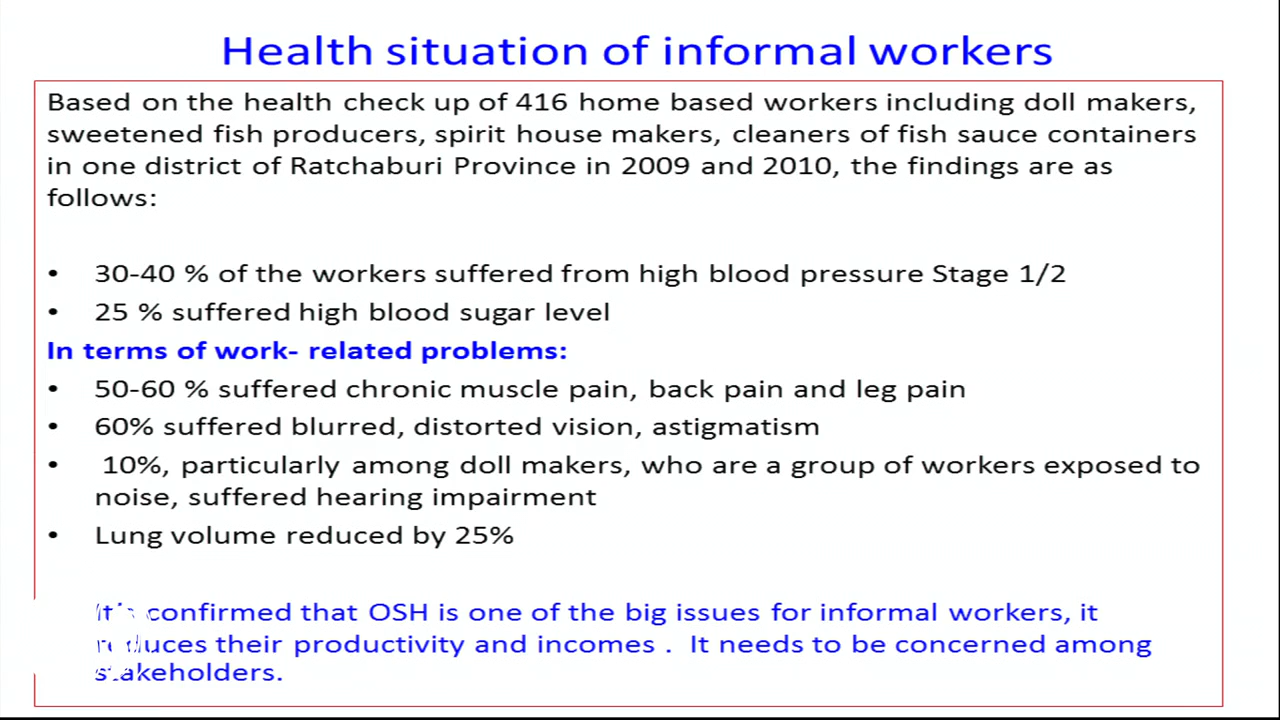 Health situation of informal workers
Based on the health check up of 416 home based workers including doll makers,
sweetened fish producers, spirit house makers, cleaners of fish sauce containers
in one district of Ratchaburi Province in 2009 and 2010, the findings are as
follows:
• 30-40 % of the workers suffered from high blood pressure Stage 1/2
• 25 % suffered high blood sugar level
In terms of work- related problems:
• 50-60 % suffered chronic muscle pain, back pain and leg pain
• 60% suffered blurred, distorted vision, astigmatism
• 10%, particularly among doll makers, who are a group of workers exposed to
noise, suffered hearing impairment
• Lung volume reduced by 25%
It's confirmed that OSH is one of the big issues for informal workers, it
reduces their productivity and incomes . It needs to be concerned among
stakeholders.